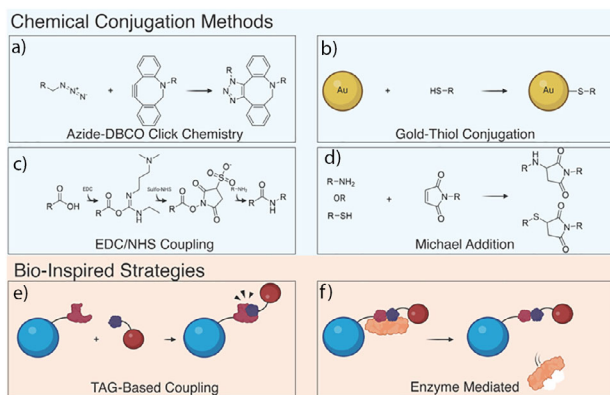 Chemical Conjugation Methods
a)
R N N⁺ N⁻ + N R → R N N N N R
Azide-DBCO Click Chemistry
b)
Au + HS-R → Au S-R
Gold-Thiol Conjugation
c)
R O OH EDC R O O N N H N Sulfo-NHS R O O N O O S O O O⁻ R-NH₂ R O N H R
EDC/NHS Coupling
d)
R-NH₂
OR
R-SH
+ O N-R O → H R N O N-R O
R S O N-R O
Michael Addition
Bio-Inspired Strategies
e)
+
TAG-Based Coupling
f)
Enzyme Mediated